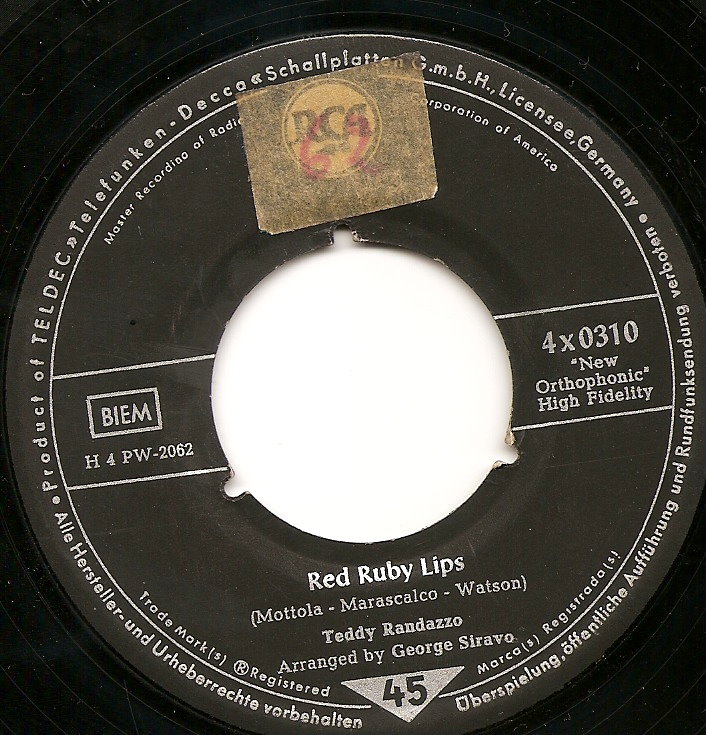 • Product of TELDEC »Telefunken - Decca« Schallplatten G.m.b.H., Licensee, Germany •
Master Recording of Radio
Corporation of America
RCA
4x0310
"New
Orthophonic"
High Fidelity
BIEM
H 4 PW-2062
Red Ruby Lips
(Mottola - Marascalco - Watson)
Teddy Randazzo
Arranged by George Siravo
45
Trade Mark(s) ® Registered
Marca(s) Registrada(s)
• Alle Hersteller- und Urheberrechte vorbehalten
Überspielung, öffentliche Aufführung und Rundfunksendung verboten